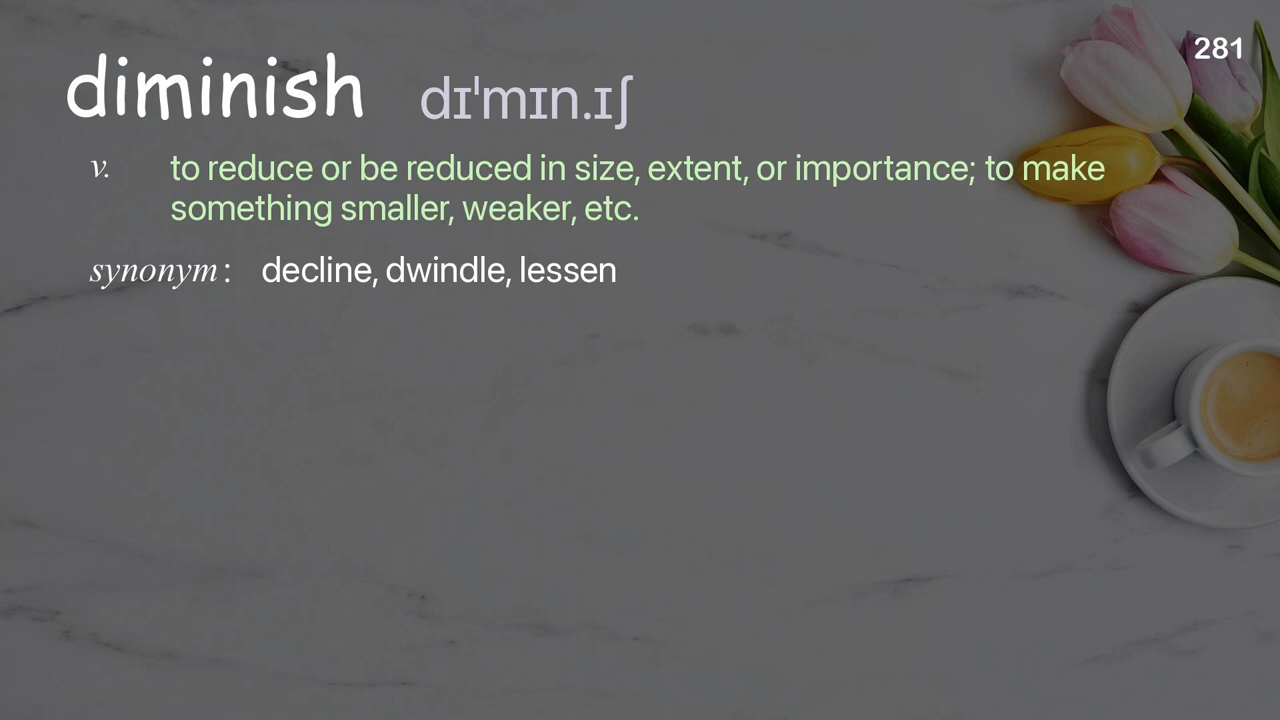 281
diminish dɪˈmɪn.ɪʃ
v. to reduce or be reduced in size, extent, or importance; to make
something smaller, weaker, etc.
synonym: decline, dwindle, lessen